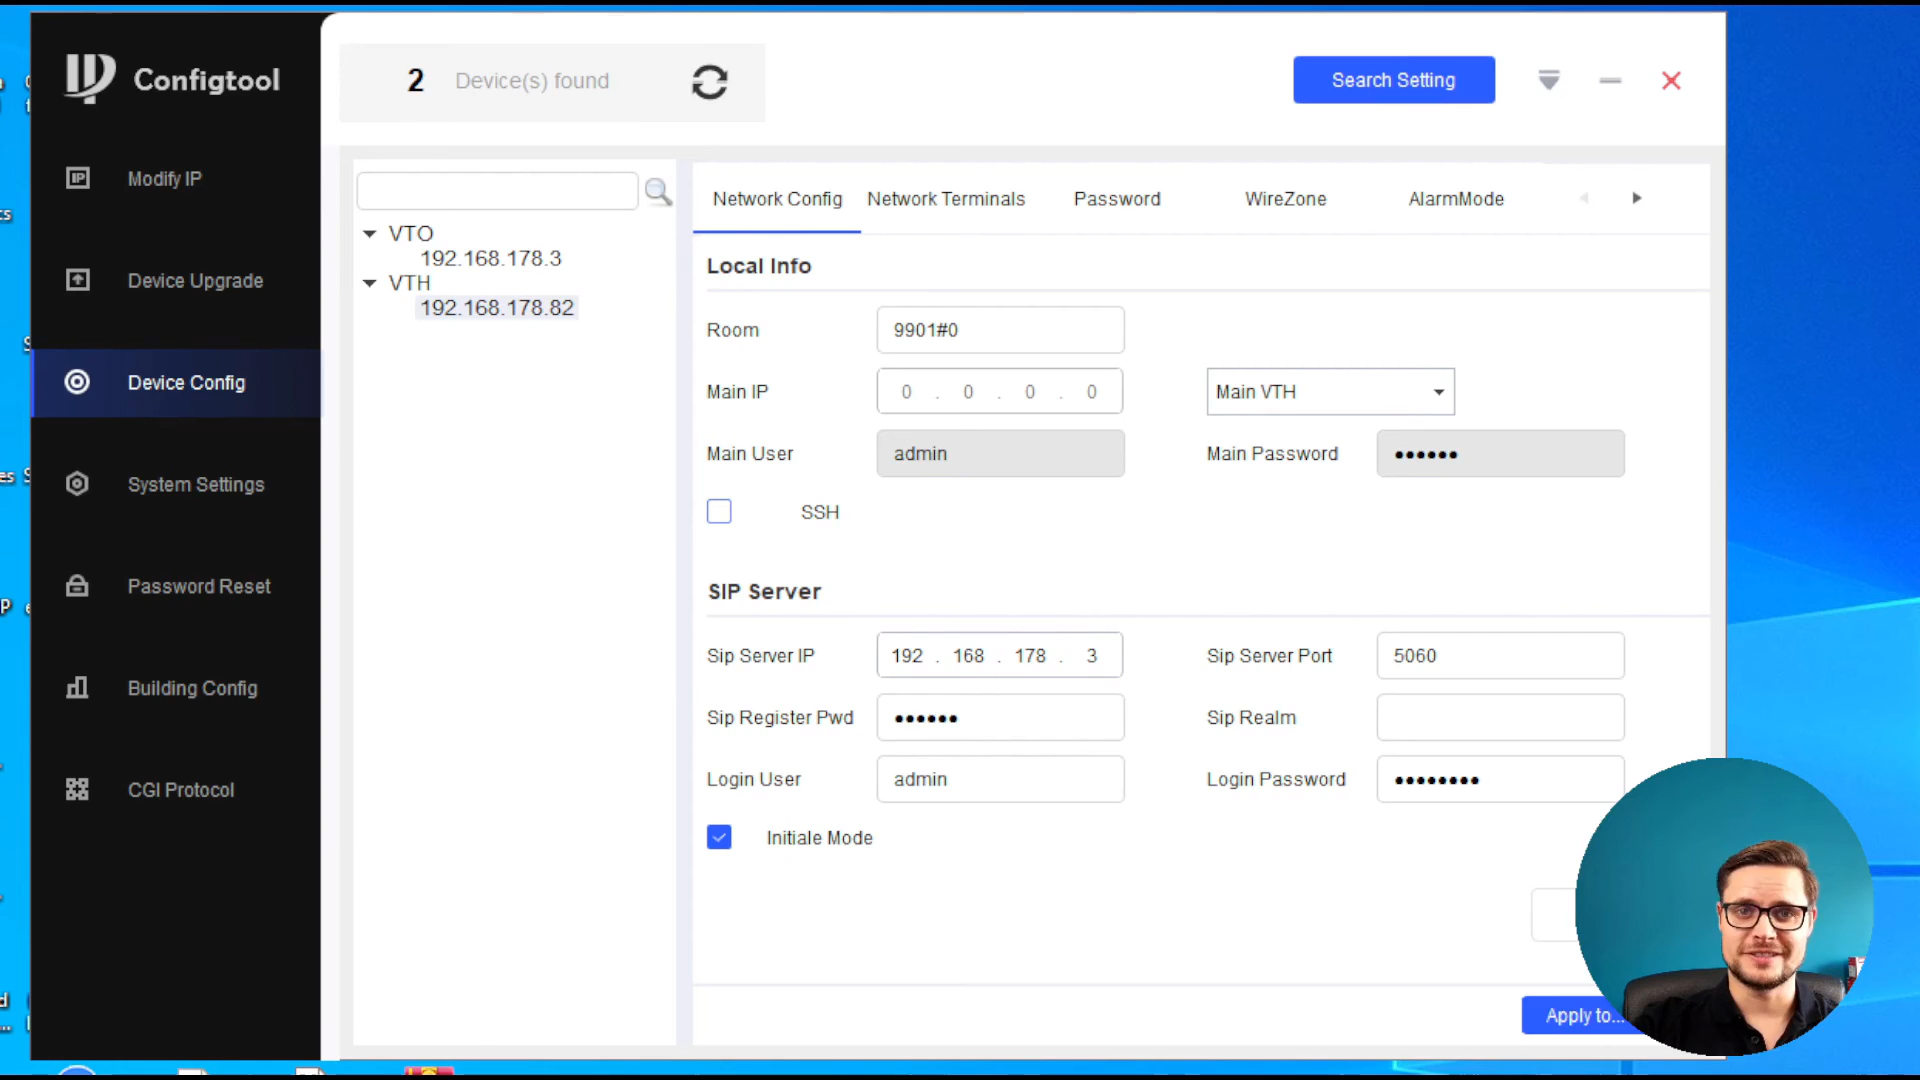 Configtool
2 Device(s) found
Search Setting
Modify IP
Device Upgrade
Device Config
System Settings
Password Reset
Building Config
CGI Protocol
VTO
192.168.178.3
VTH
192.168.178.82
Network Config Network Terminals Password WireZone AlarmMode
Local Info
Room 9901#0
Main IP 0 . 0 . 0 . 0 Main VTH
Main User admin Main Password ••••••
SSH
SIP Server
Sip Server IP 192 . 168 . 178 . 3 Sip Server Port 5060
Sip Register Pwd •••••• Sip Realm
Login User admin Login Password ••••••••
Initiale Mode
Apply to...